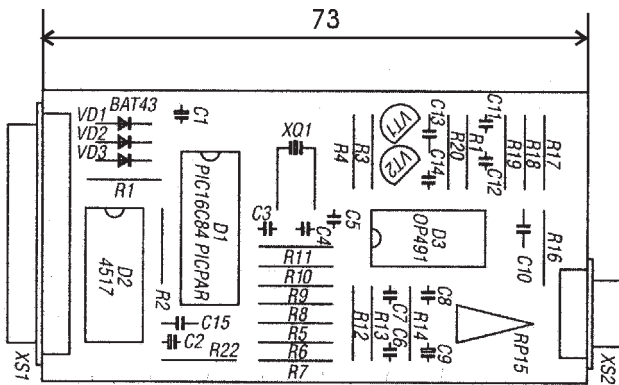 73
BAT43
VD1
VD2
VD3
C1
XQ1
R1
PIC16C84 PICPAR
D1
D2
4517
R2
C3
C4
C5
R4
R3
VT1
VT2
C13
C14
R20
R1
C11
C12
R19
R18
R17
D3
OP491
C10
R16
R11
R10
R9
R8
R5
R6
R7
C15
C2
R22
R12
R13
C7
C6
R14
C8
C9
RP15
XS1
XS2